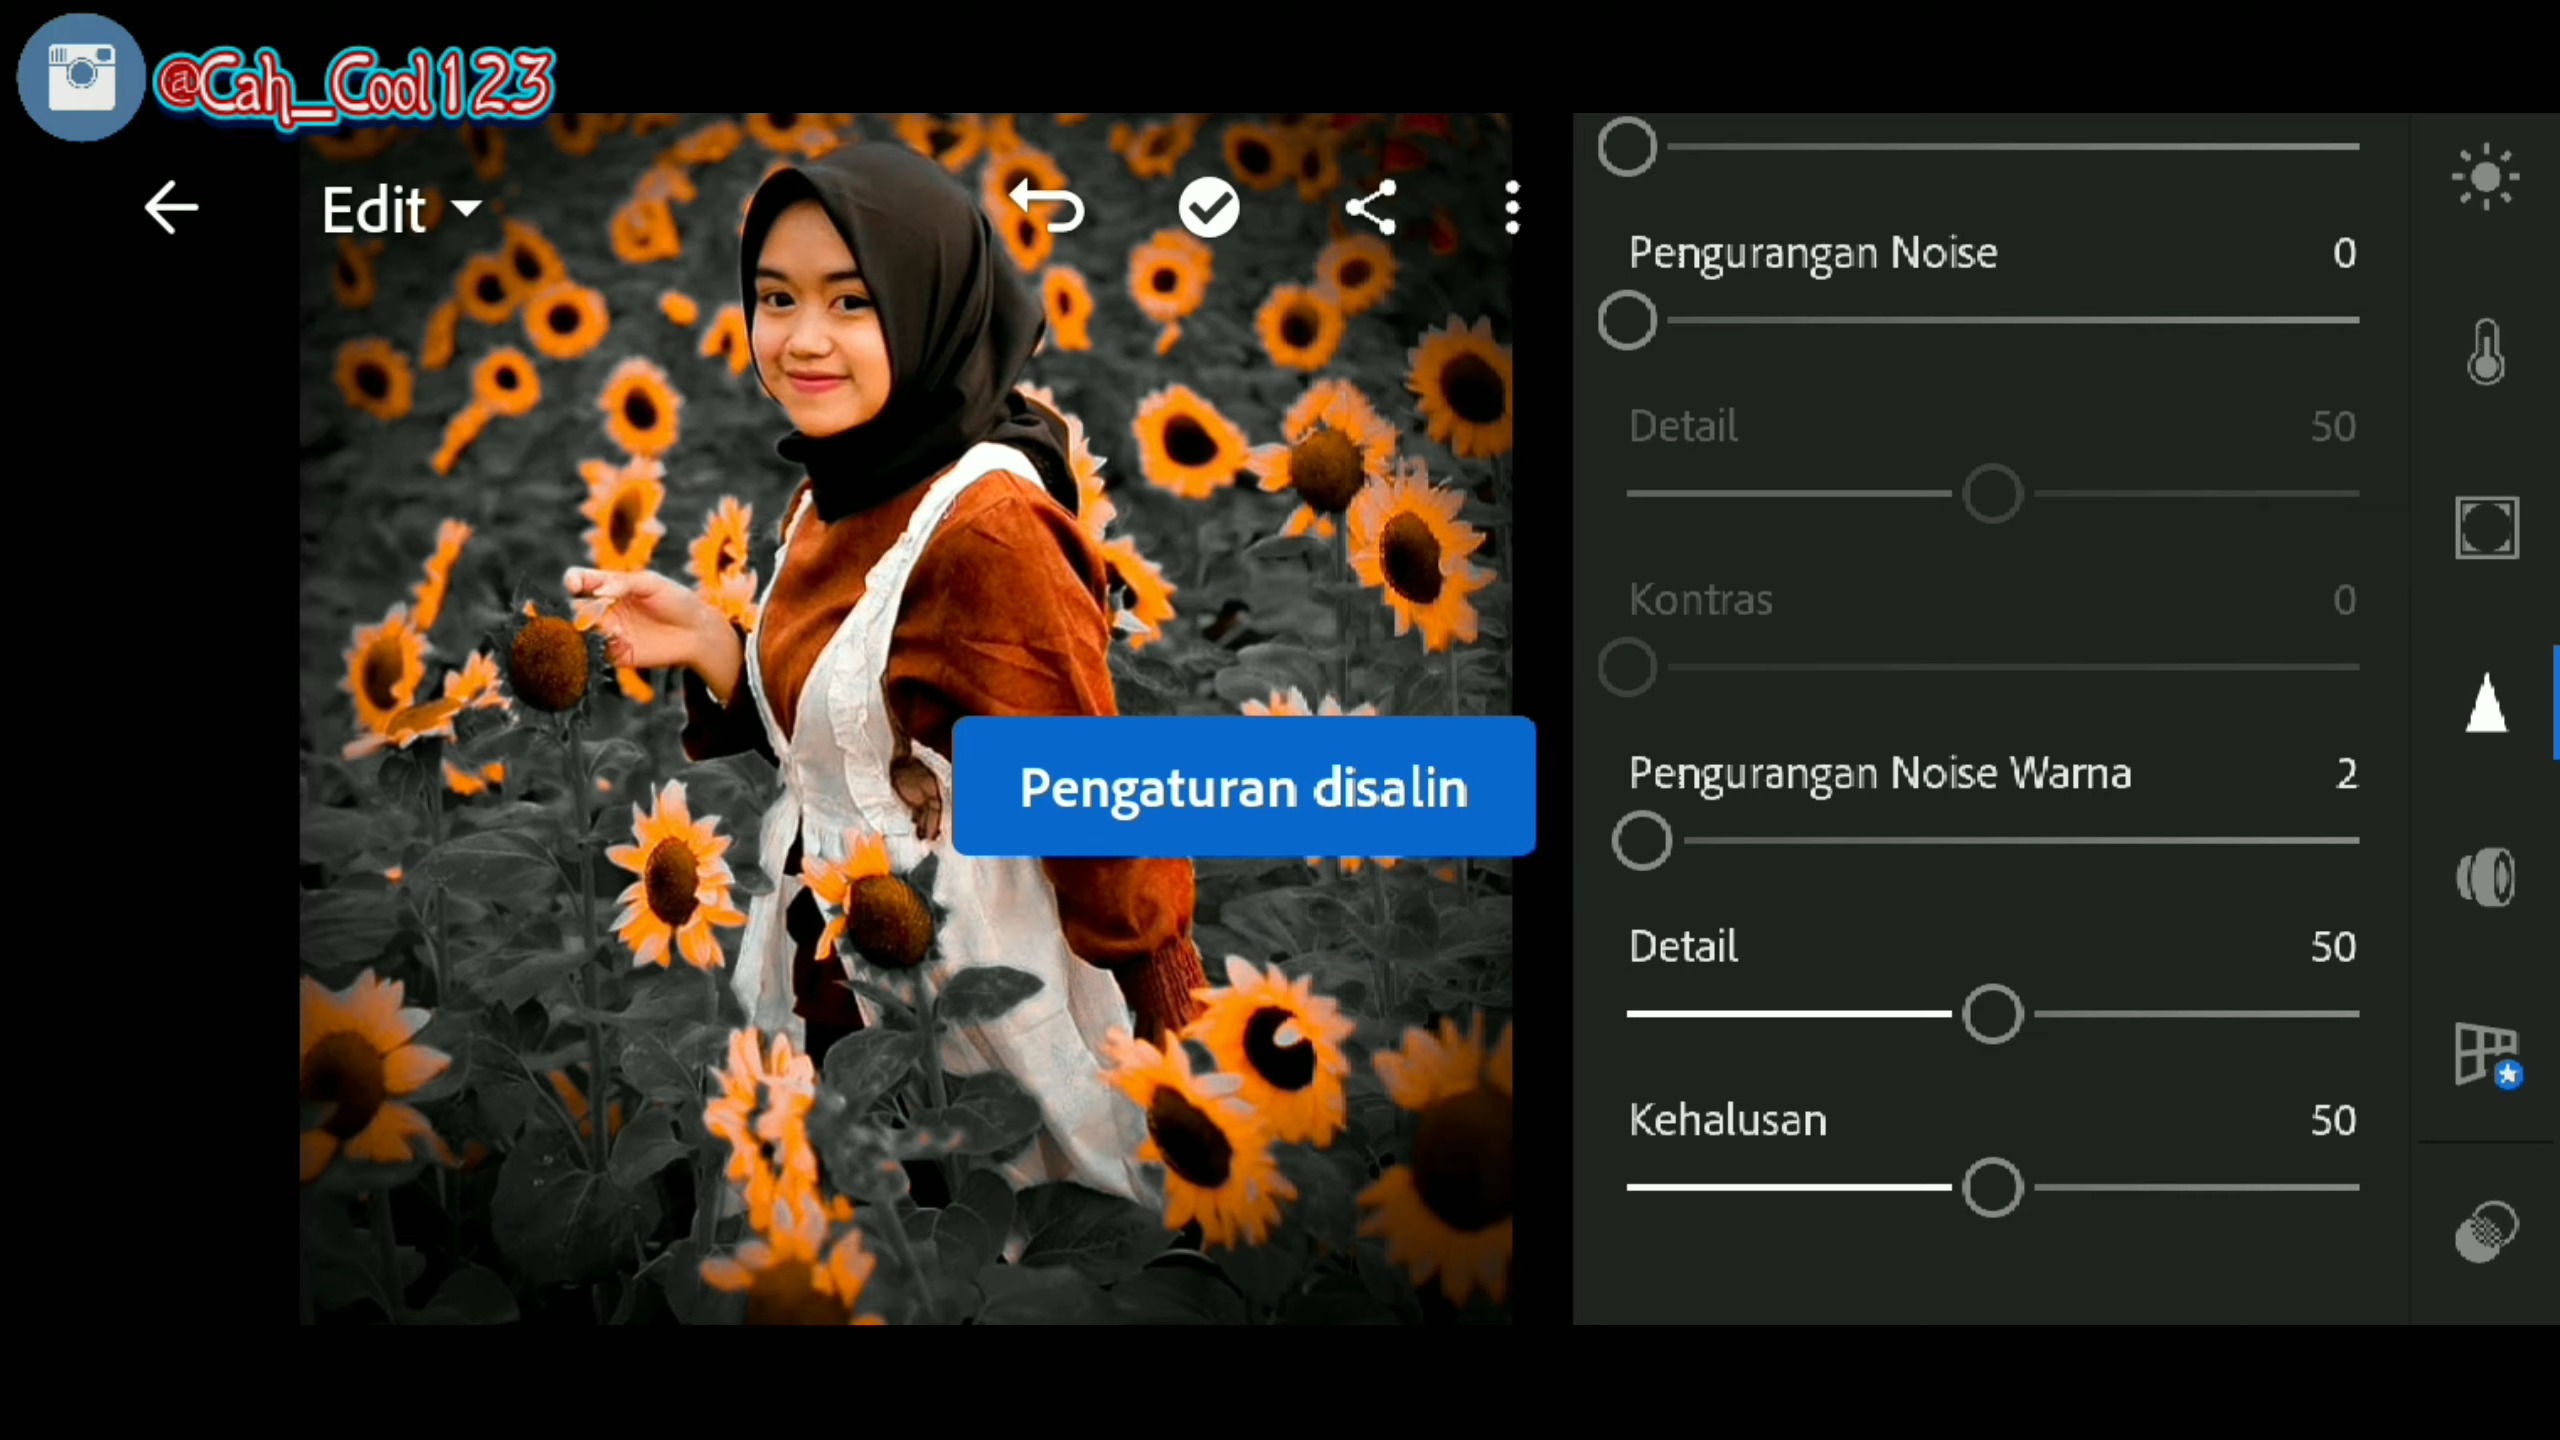 @Cah_Cool123
Edit
Pengurangan Noise 0
Detail 50
Kontras 0
Pengaturan disalin
Pengurangan Noise Warna 2
Detail 50
Kehalusan 50